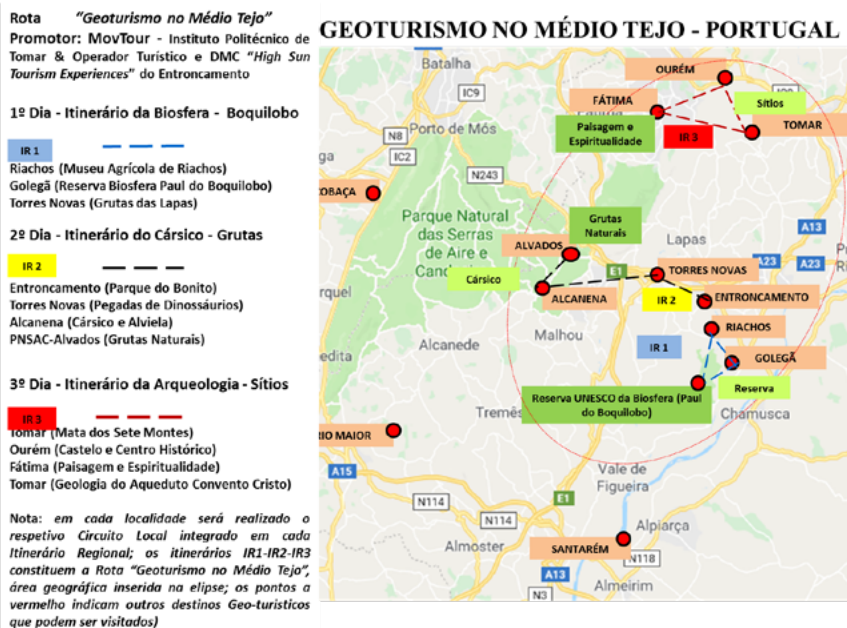 Rota "Geoturismo no Médio Tejo"
Promotor: MovTour - Instituto Politécnico de
Tomar & Operador Turístico e DMC "High Sun
Tourism Experiences" do Entroncamento
1º Dia - Itinerário da Biosfera - Boquilobo
IR 1
Riachos (Museu Agrícola de Riachos)
Golegã (Reserva Biosfera Paul do Boquilobo)
Torres Novas (Grutas das Lapas)
2º Dia - Itinerário do Cársico - Grutas
IR 2
Entroncamento (Parque do Bonito)
Torres Novas (Pegadas de Dinossáurios)
Alcanena (Cársico e Alviela)
PNSAC-Alvados (Grutas Naturais)
3º Dia - Itinerário da Arqueologia - Sítios
IR 3
Tomar (Mata dos Sete Montes)
Ourém (Castelo e Centro Histórico)
Fátima (Paisagem e Espiritualidade)
Tomar (Geologia do Aqueduto Convento Cristo)
Nota: em cada localidade será realizado o
respetivo Circuito Local integrado em cada
Itinerário Regional; os itinerários IR1-IR2-IR3
constituem a Rota "Geoturismo no Médio Tejo",
área geográfica inserida na elipse; os pontos a
vermelho indicam outros destinos Geo-turisticos
que podem ser visitados)
GEOTURISMO NO MÉDIO TEJO - PORTUGAL
Batalha
OURÉM
IC9
FÁTIMA
Sítios
N8
Porto de Mós
Paisagem e
Espiritualidade
IR 3
TOMAR
IC2
N243
OBAÇA
Parque Natural
das Serras
de Aire e
Grutas
Naturais
A13
ALVADOS
Lapas
Cársico
E1
TORRES NOVAS
A23
A23
ALCANENA
IR 2
ENTRONCAMENTO
RIACHOS
Malhou
Alcanede
IR 1
GOLEGÃ
edita
Reserva UNESCO da Biosfera (Paul
do Boquilobo)
Reserva
Tremês
Chamusca
RIO MAIOR
A15
Vale de
Figueira
N114
E1
N114
Alpiarça
Almoster
SANTARÉM
N118
A13
Almeirim
N3